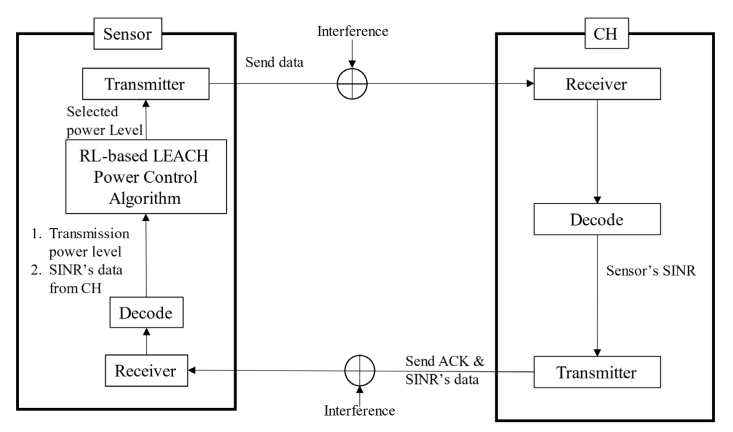 Sensor
Interference
CH
Send data
Transmitter
Receiver
Selected
power Level
RL-based LEACH
Power Control
Algorithm
Decode
1. Transmission
power level
2. SINR's data
from CH
Sensor's SINR
Decode
Send ACK &
SINR's data
Receiver
Transmitter
Interference